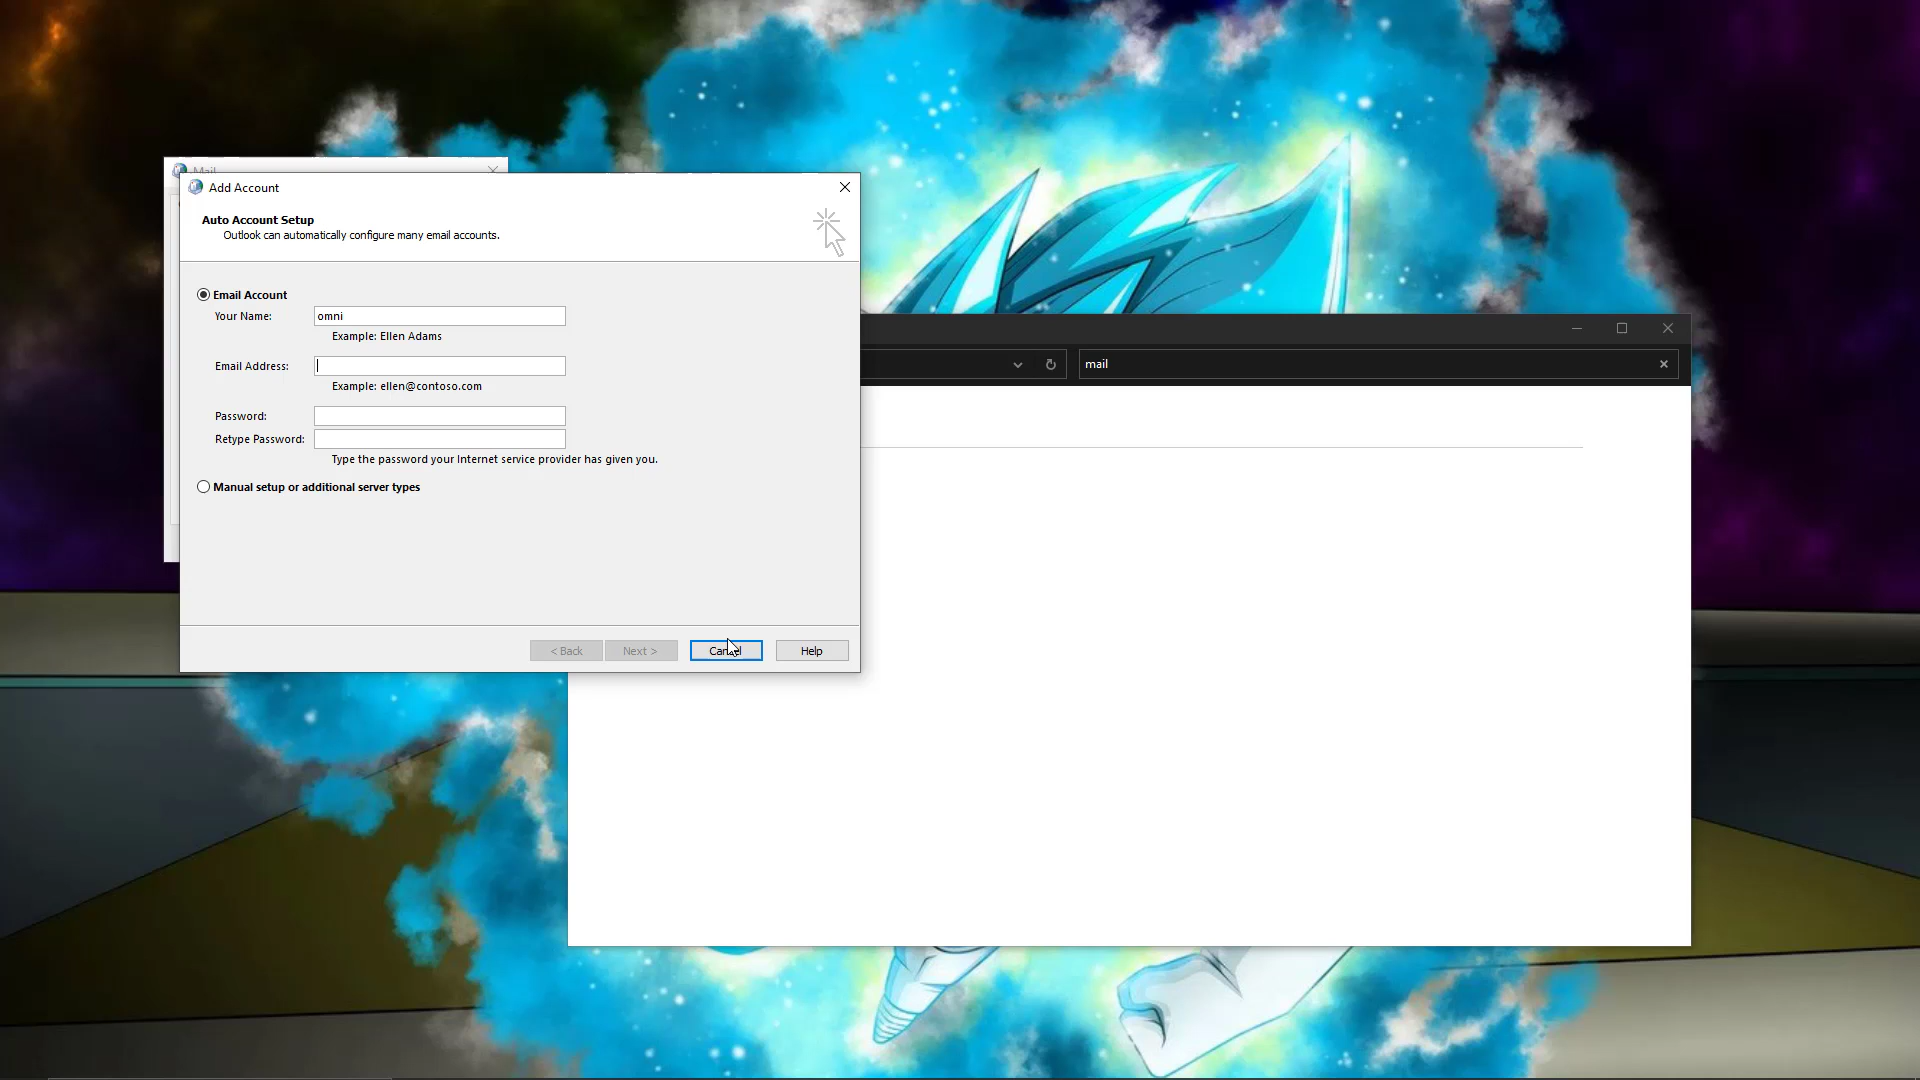 Mail
Add Account
Auto Account Setup
Outlook can automatically configure many email accounts.
Email Account
Your Name: omni
Example: Ellen Adams
Email Address:
Example: ellen@contoso.com
Password:
Retype Password:
Type the password your Internet service provider has given you.
Manual setup or additional server types
< Back Next > Cancel Help
mail